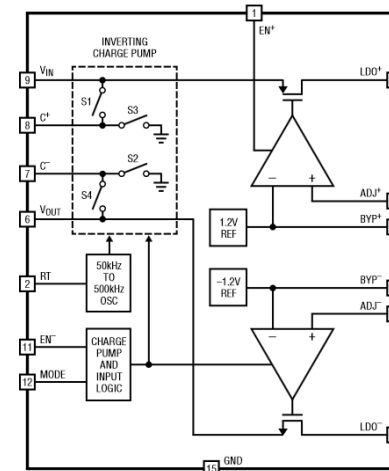 1
EN+
INVERTING
CHARGE PUMP
9
VIN
LDO+
S1
8
C+
S3
7
C–
S2
S4
–
+
ADJ+
6
VOUT
1.2V
REF
BYP+
2
RT
50kHz
TO
500kHz
OSC
–1.2V
REF
BYP–
ADJ–
11
EN–
12
MODE
CHARGE
PUMP
AND
INPUT
LOGIC
–
+
LDO–
15
GND